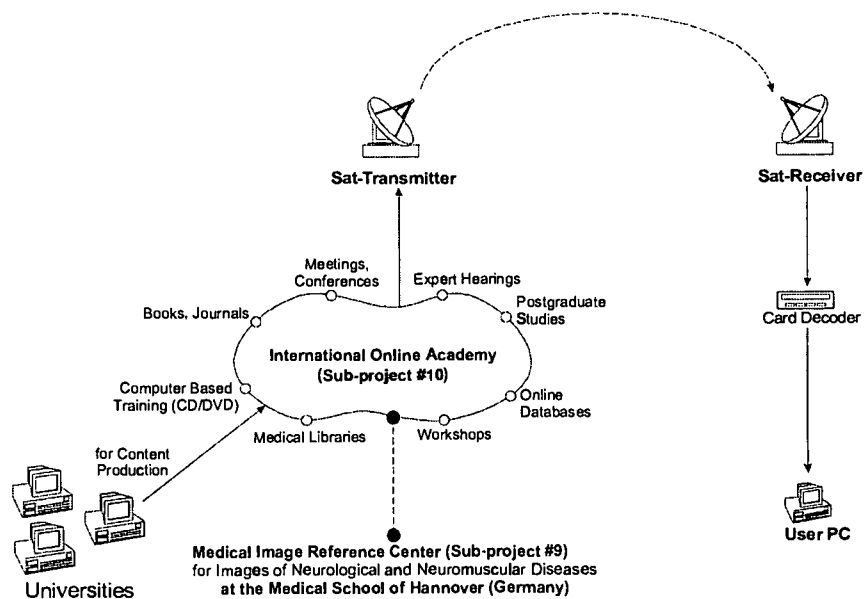 Sat-Transmitter
Sat-Receiver
Meetings,
Conferences
Expert Hearings
Books, Journals
Postgraduate
Studies
Card Decoder
International Online Academy
(Sub-project #10)
Computer Based
Training (CD/DVD)
Online
Databases
Medical Libraries
Workshops
for Content
Production
User PC
Medical Image Reference Center (Sub-project #9)
for Images of Neurological and Neuromuscular Diseases
at the Medical School of Hannover (Germany)
Universities